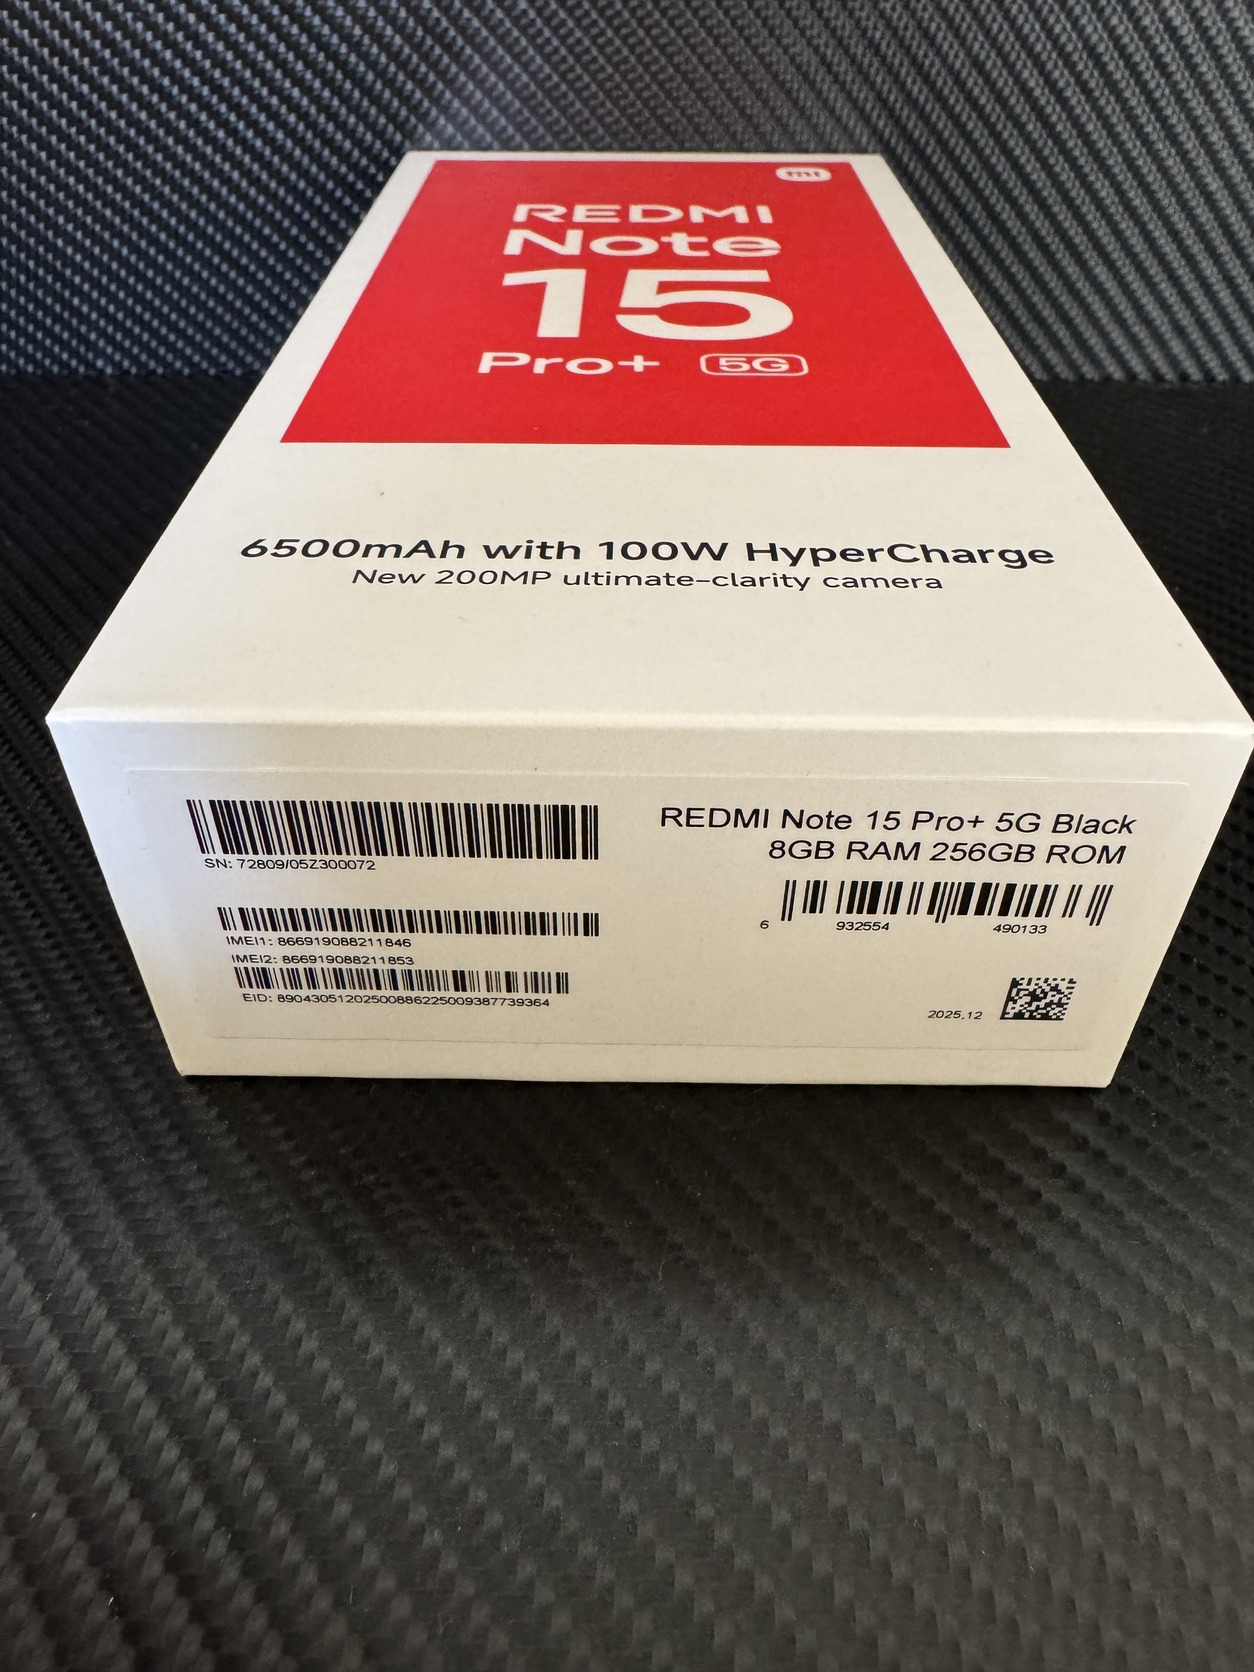 mi
REDMI
Note
15
Pro+ 5G
6500mAh with 100W HyperCharge
New 200MP ultimate-clarity camera
SN: 72809/05Z300072
REDMI Note 15 Pro+ 5G Black
8GB RAM 256GB ROM
6 932554 490133
IMEI1: 866919088211846
IMEI2: 866919088211853
EID: 89043051202500886225009387739364
2025.12